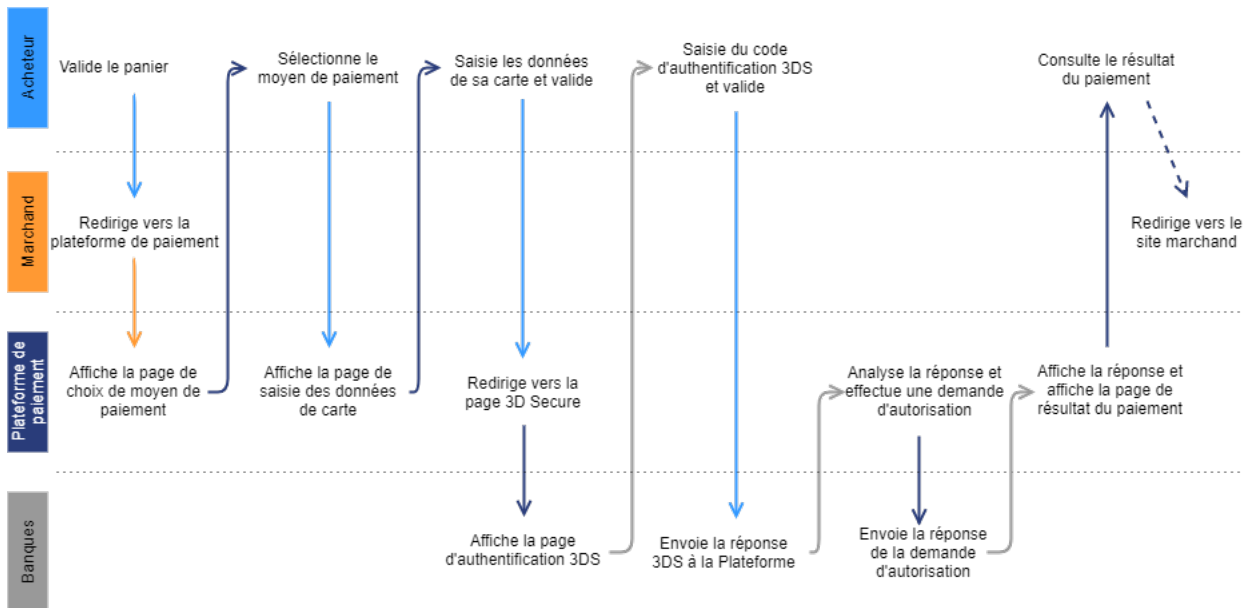 Acheteur
Valide le panier
Sélectionne le
moyen de paiement
Saisie les données
de sa carte et valide
Saisie du code
d'authentification 3DS
et valide
Consulte le résultat
du paiement
Marchand
Redirige vers la
plateforme de paiement
Redirige vers le
site marchand
Plateforme de
paiement
Affiche la page de
choix de moyen de
paiement
Affiche la page de
saisie des données
de carte
Redirige vers la
page 3D Secure
Analyse la réponse et
effectue une demande
d'autorisation
Affiche la réponse et
affiche la page de
résultat du paiement
Banques
Affiche la page
d'authentification 3DS
Envoie la réponse
3DS à la Plateforme
Envoie la réponse
de la demande
d'autorisation